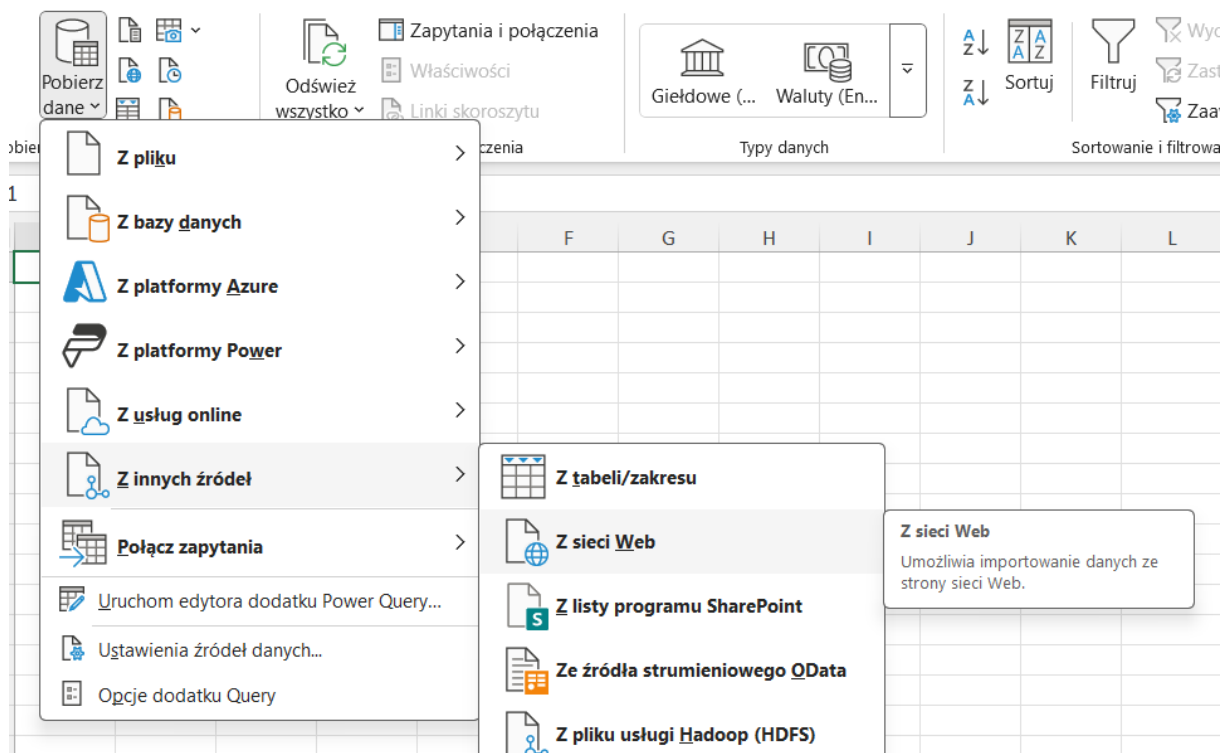 Pobierz
dane
Odśwież
wszystko
Zapytania i połączenia
Właściwości
Linki skoroszytu
Giełdowe (...
Waluty (En...
Sortuj
Filtruj
czenia
Typy danych
Sortowanie i filtrowa
1
F G H I J K L
Z pliku
Z bazy danych
Z platformy Azure
Z platformy Power
Z usług online
Z innych źródeł
Połącz zapytania
Uruchom edytora dodatku Power Query...
Ustawienia źródeł danych...
Opcje dodatku Query
Z tabeli/zakresu
Z sieci Web
Z listy programu SharePoint
Ze źródła strumieniowego OData
Z pliku usługi Hadoop (HDFS)
Z sieci Web
Umożliwia importowanie danych ze
strony sieci Web.